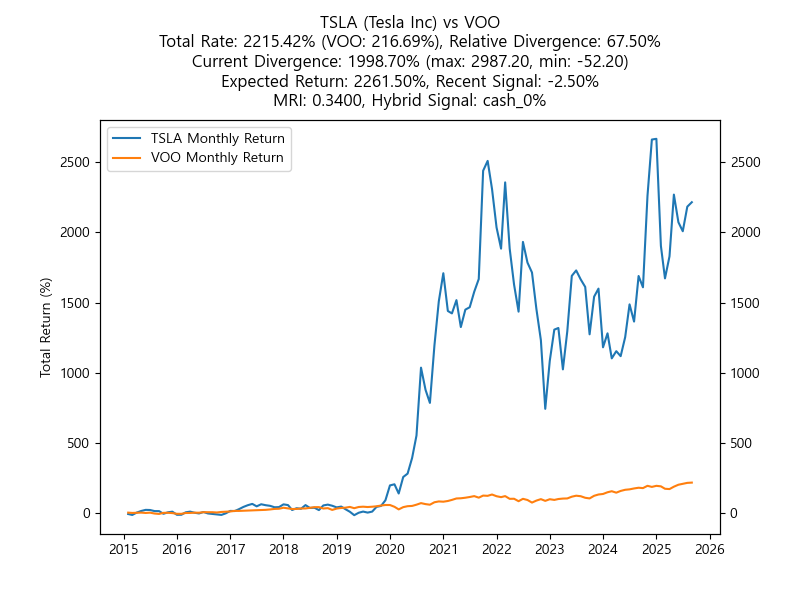 TSLA (Tesla Inc) vs VOO
Total Rate: 2215.42% (VOO: 216.69%), Relative Divergence: 67.50%
Current Divergence: 1998.70% (max: 2987.20, min: -52.20)
Expected Return: 2261.50%, Recent Signal: -2.50%
MRI: 0.3400, Hybrid Signal: cash_0%
TSLA Monthly Return
VOO Monthly Return
Total Return (%)
2500
2000
1500
1000
500
0
2500
2000
1500
1000
500
0
2015 2016 2017 2018 2019 2020 2021 2022 2023 2024 2025 2026